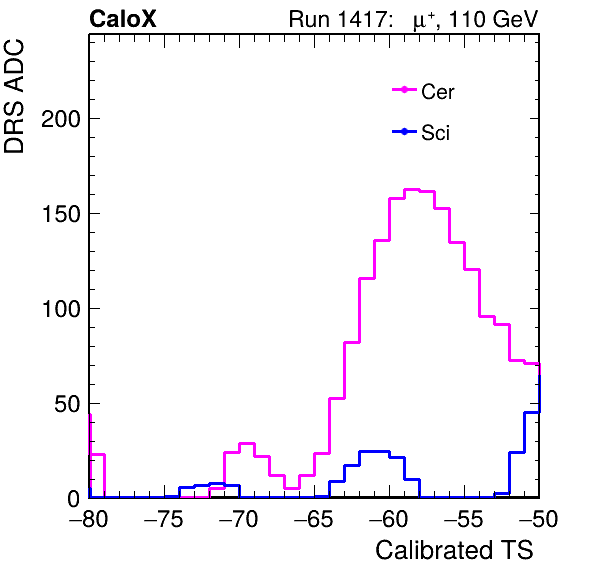 CaloX Run 1417: μ⁺, 110 GeV
DRS ADC
Cer
Sci
200
150
100
50
0
−80 −75 −70 −65 −60 −55 −50
Calibrated TS